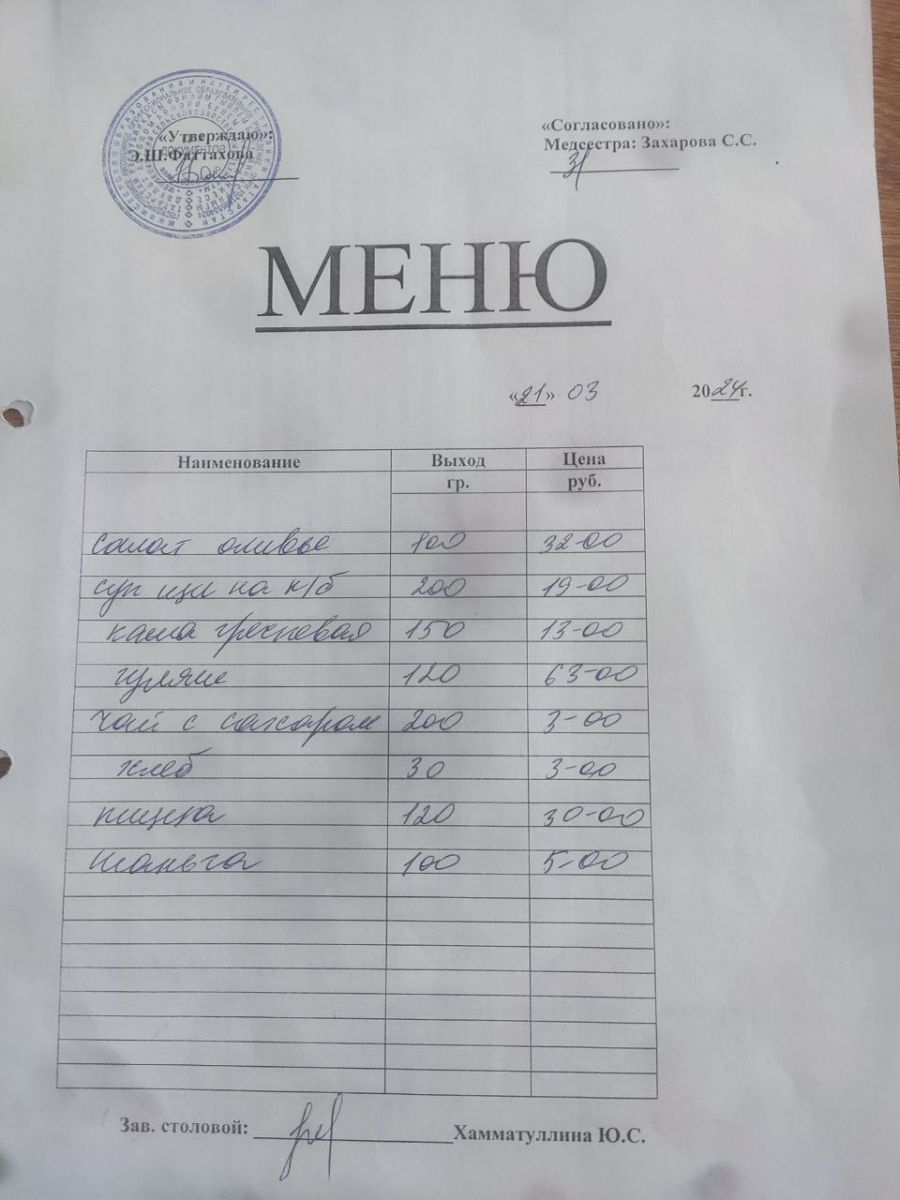 «Утверждаю»:
Э.Ш.Фаттахова
«Согласовано»:
Медсестра: Захарова С.С.
МЕНЮ
«21» 03 2024г.
Наименование Выход Цена
гр. руб.
салат оливье 100 32-00
суп щи на к/б 200 19-00
каша гречневая 150 13-00
гуляш 120 63-00
чай с сахаром 200 3-00
хлеб 30 3-00
пицца 120 30-00
шаньга 100 5-00
Зав. столовой: Хамматуллина Ю.С.